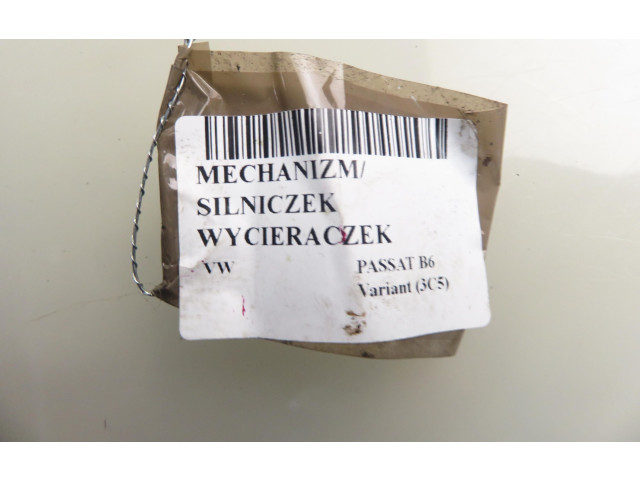 MECHANIZM/
SILNICZEK
WYCIERACZEK
VW PASSAT B6
Variant (3C5)